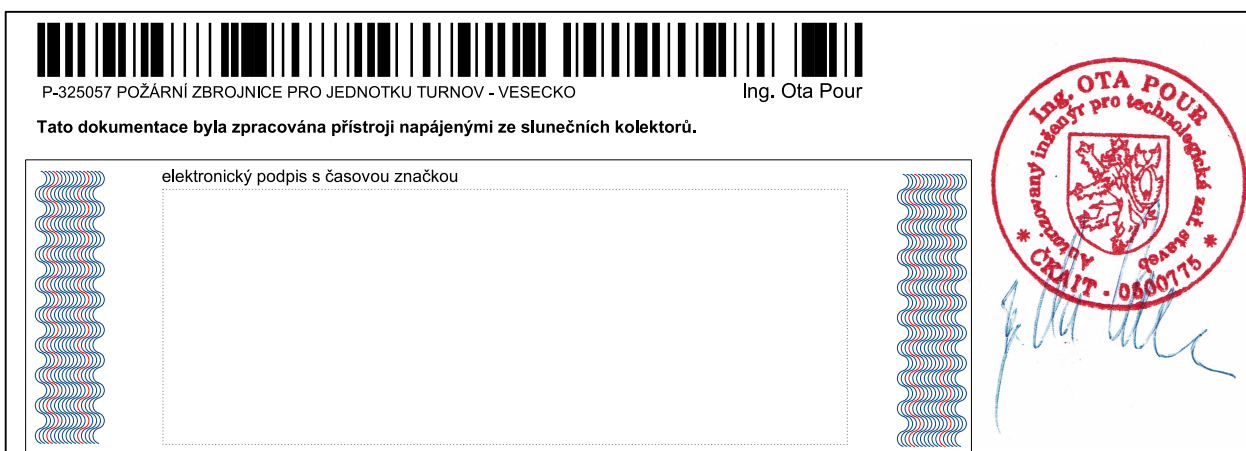 P-325057 POŽÁRNÍ ZBROJNICE PRO JEDNOTKU TURNOV - VESECKO
Ing. Ota Pour
Tato dokumentace byla zpracována přístroji napájenými ze slunečních kolektorů.
elektronický podpis s časovou značkou
Ing. OTA POUR
Autorizovaný inženýr pro technologická zař. staveb
* ČKAIT - 0500775 *